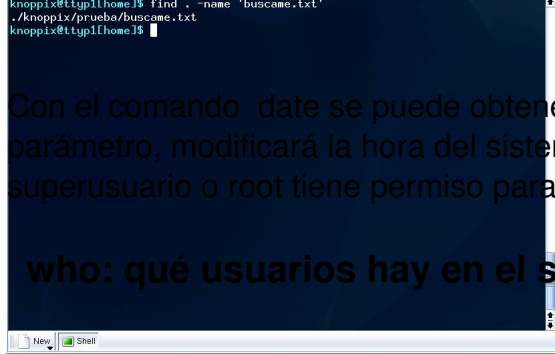 knoppix@ttyp1[home]$ find . -name 'buscame.txt'
./knoppix/prueba/buscame.txt
knoppix@ttyp1[home]$
Con el comando date se puede obtene
parámetro, modificará la hora del sister
superusuario o root tiene permiso para
who: qué usuarios hay en el s
New Shell